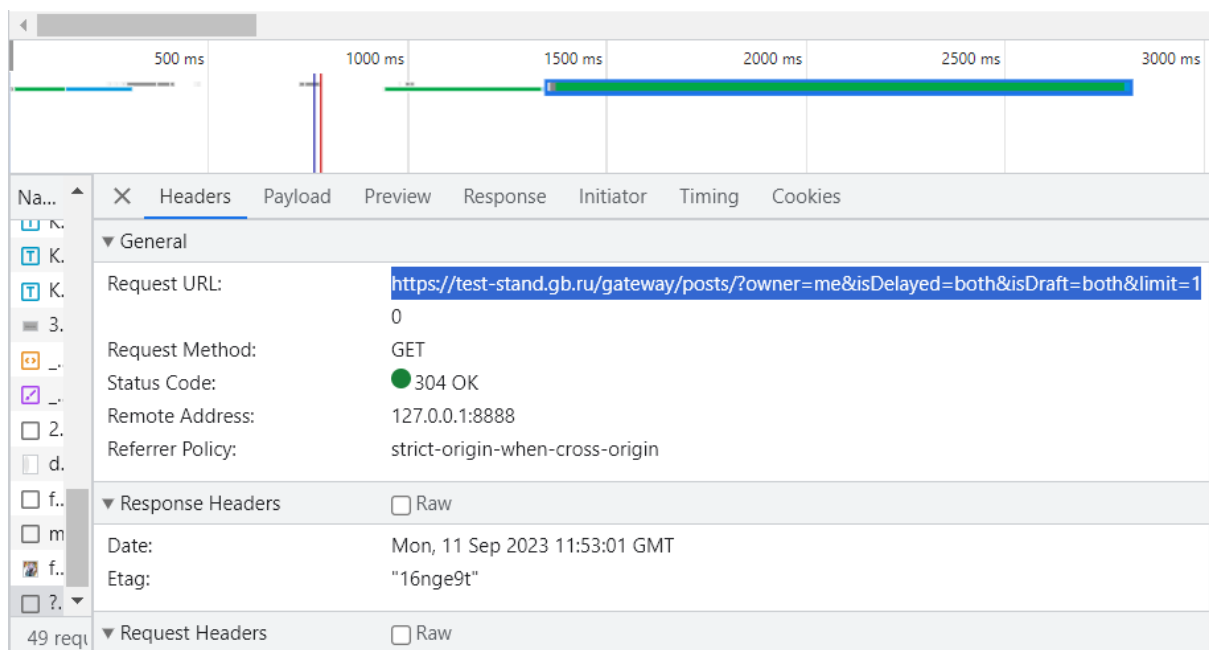 500 ms 1000 ms 1500 ms 2000 ms 2500 ms 3000 ms
Na... Headers Payload Preview Response Initiator Timing Cookies
K.
General
T K.
Request URL: https://test-stand.gb.ru/gateway/posts/?owner=me&isDelayed=both&isDraft=both&limit=1
T K.
0
3.
Request Method: GET
_..
Status Code: 304 OK
_..
Remote Address: 127.0.0.1:8888
2.
Referrer Policy: strict-origin-when-cross-origin
d.
f..
Response Headers Raw
m
Date: Mon, 11 Sep 2023 11:53:01 GMT
f..
Etag: "16nge9t"
?.
49 requ
Request Headers Raw